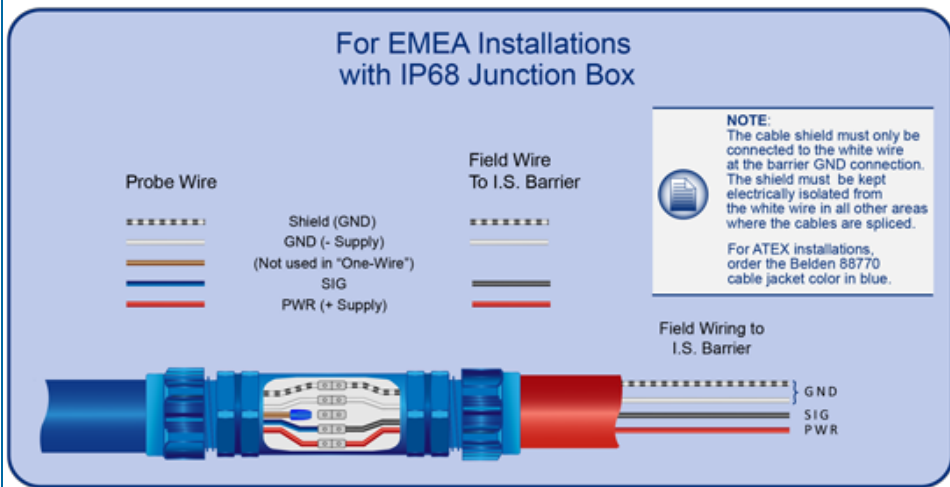 For EMEA Installations
with IP68 Junction Box
NOTE:
The cable shield must only be
connected to the white wire
at the barrier GND connection.
The shield must be kept
electrically isolated from
the white wire in all other areas
where the cables are spliced.
For ATEX installations,
order the Belden 88770
cable jacket color in blue.
Probe Wire
Field Wire
To I.S. Barrier
Shield (GND)
GND (- Supply)
(Not used in “One-Wire”)
SIG
PWR (+ Supply)
Field Wiring to
I.S. Barrier
GND
SIG
PWR